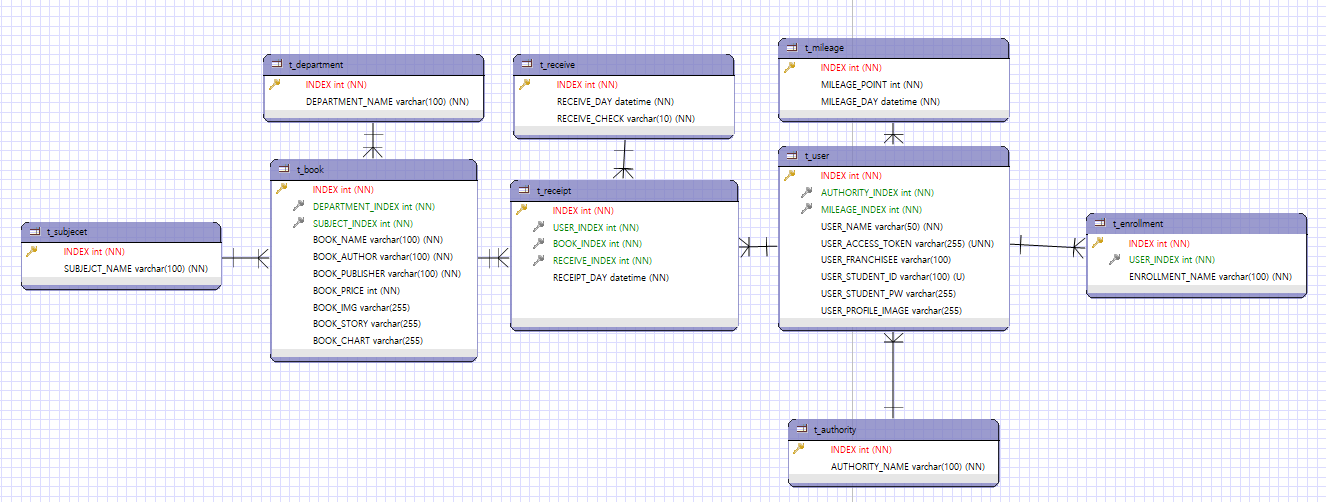 t_department
INDEX int (NN)
DEPARTMENT_NAME varchar(100) (NN)
t_receive
INDEX int (NN)
RECEIVE_DAY datetime (NN)
RECEIVE_CHECK varchar(10) (NN)
t_mileage
INDEX int (NN)
MILEAGE_POINT int (NN)
MILEAGE_DAY datetime (NN)
t_subjecet
INDEX int (NN)
SUBJEJCT_NAME varchar(100) (NN)
t_book
INDEX int (NN)
DEPARTMENT_INDEX int (NN)
SUBJECT_INDEX int (NN)
BOOK_NAME varchar(100) (NN)
BOOK_AUTHOR varchar(100) (NN)
BOOK_PUBLISHER varchar(100) (NN)
BOOK_PRICE int (NN)
BOOK_IMG varchar(255)
BOOK_STORY varchar(255)
BOOK_CHART varchar(255)
t_receipt
INDEX int (NN)
USER_INDEX int (NN)
BOOK_INDEX int (NN)
RECEIVE_INDEX int (NN)
RECEIPT_DAY datetime (NN)
t_user
INDEX int (NN)
AUTHORITY_INDEX int (NN)
MILEAGE_INDEX int (NN)
USER_NAME varchar(50) (NN)
USER_ACCESS_TOKEN varchar(255) (UNN)
USER_FRANCHISEE varchar(100)
USER_STUDENT_ID varchar(100) (U)
USER_STUDENT_PW varchar(255)
USER_PROFILE_IMAGE varchar(255)
t_enrollment
INDEX int (NN)
USER_INDEX int (NN)
ENROLLMENT_NAME varchar(100) (NN)
t_authority
INDEX int (NN)
AUTHORITY_NAME varchar(100) (NN)